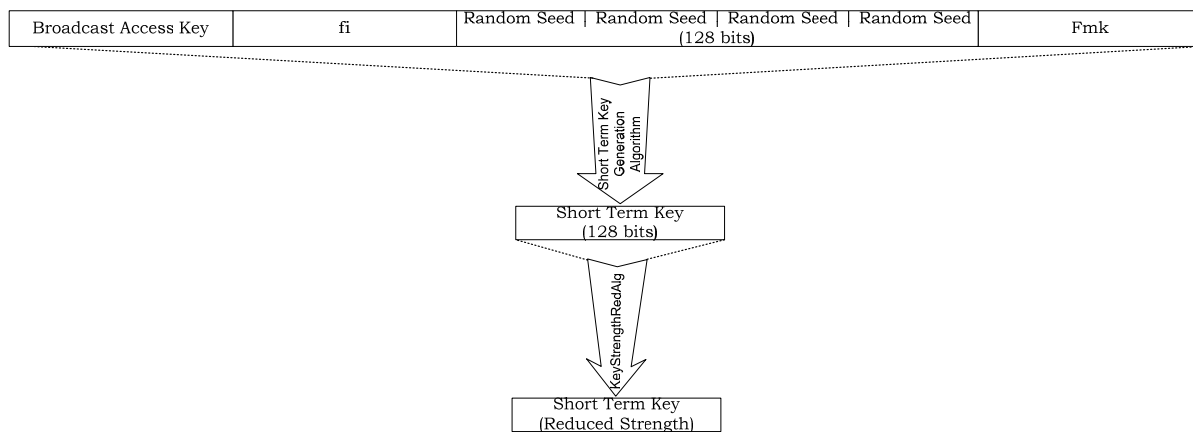 Broadcast Access Key fi Random Seed Random Seed Random Seed Random Seed Fmk
(128 bits)
Short Term Key
Generation
Algorithm
Short Term Key
(128 bits)
KeyStrengthRedAlg
Short Term Key
(Reduced Strength)